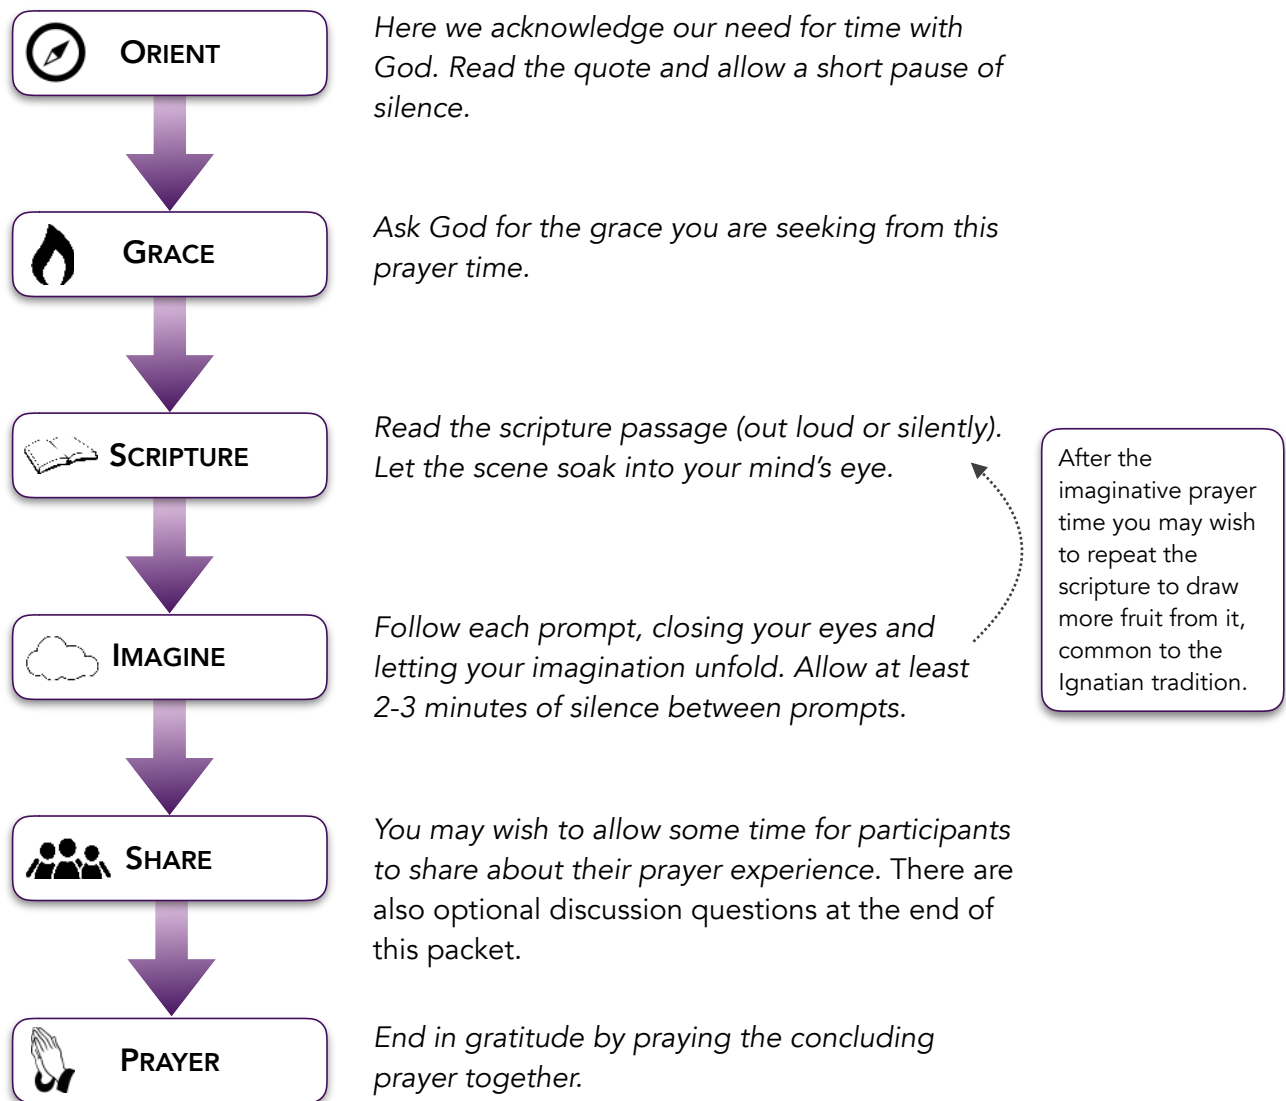 ORIENT
Here we acknowledge our need for time with
God. Read the quote and allow a short pause of
silence.
GRACE
Ask God for the grace you are seeking from this
prayer time.
SCRIPTURE
Read the scripture passage (out loud or silently).
Let the scene soak into your mind’s eye.
After the
imaginative prayer
time you may wish
to repeat the
scripture to draw
more fruit from it,
common to the
Ignatian tradition.
IMAGINE
Follow each prompt, closing your eyes and
letting your imagination unfold. Allow at least
2-3 minutes of silence between prompts.
SHARE
You may wish to allow some time for participants
to share about their prayer experience. There are
also optional discussion questions at the end of
this packet.
PRAYER
End in gratitude by praying the concluding
prayer together.